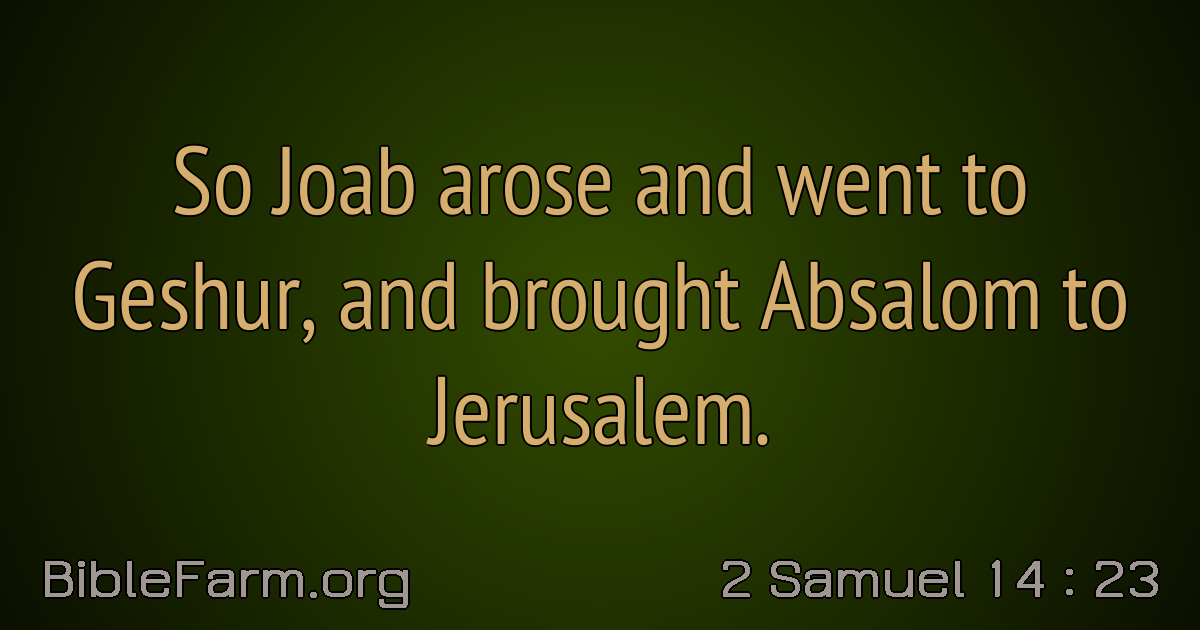 So Joab arose and went to
Geshur, and brought Absalom to
Jerusalem.
BibleFarm.org
2 Samuel 14 : 23